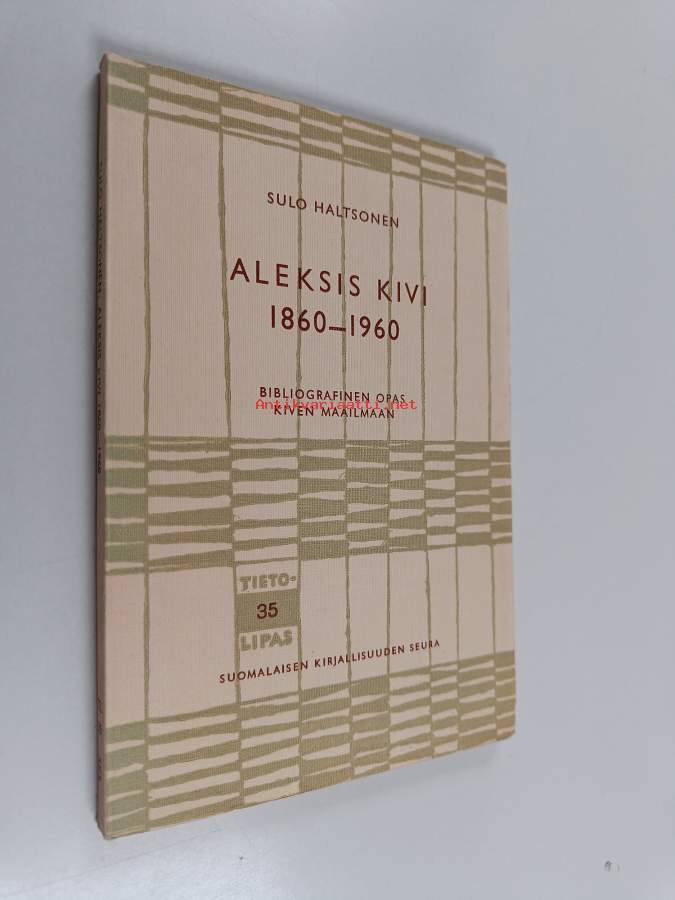 SULO HALTSONEN
ALEKSIS KIVI
1860—1960
BIBLIOGRAFINEN OPAS
Antikvariaatti.net
KIVEN MAAILMAAN
TIETO-
35
LIPAS
SUOMALAISEN KIRJALLISUUDEN SEURA
SULO HALTSONEN: ALEKSIS KIVI 1860—1960